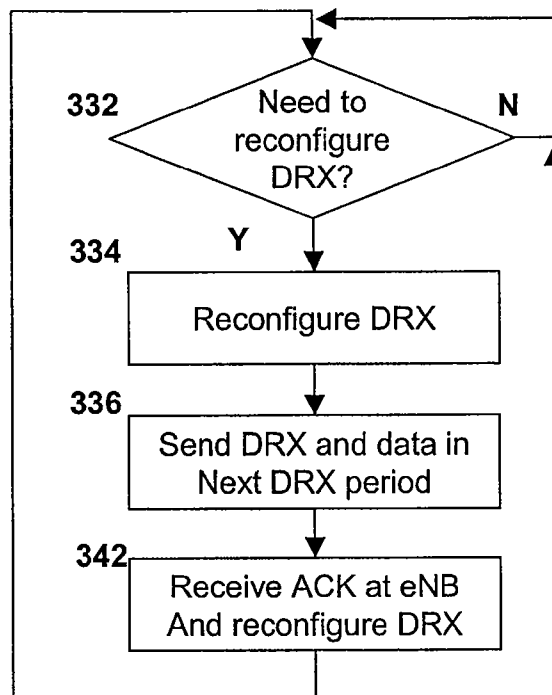 332
Need to
reconfigure
DRX?
N
Y
334
Reconfigure DRX
336
Send DRX and data in
Next DRX period
342
Receive ACK at eNB
And reconfigure DRX